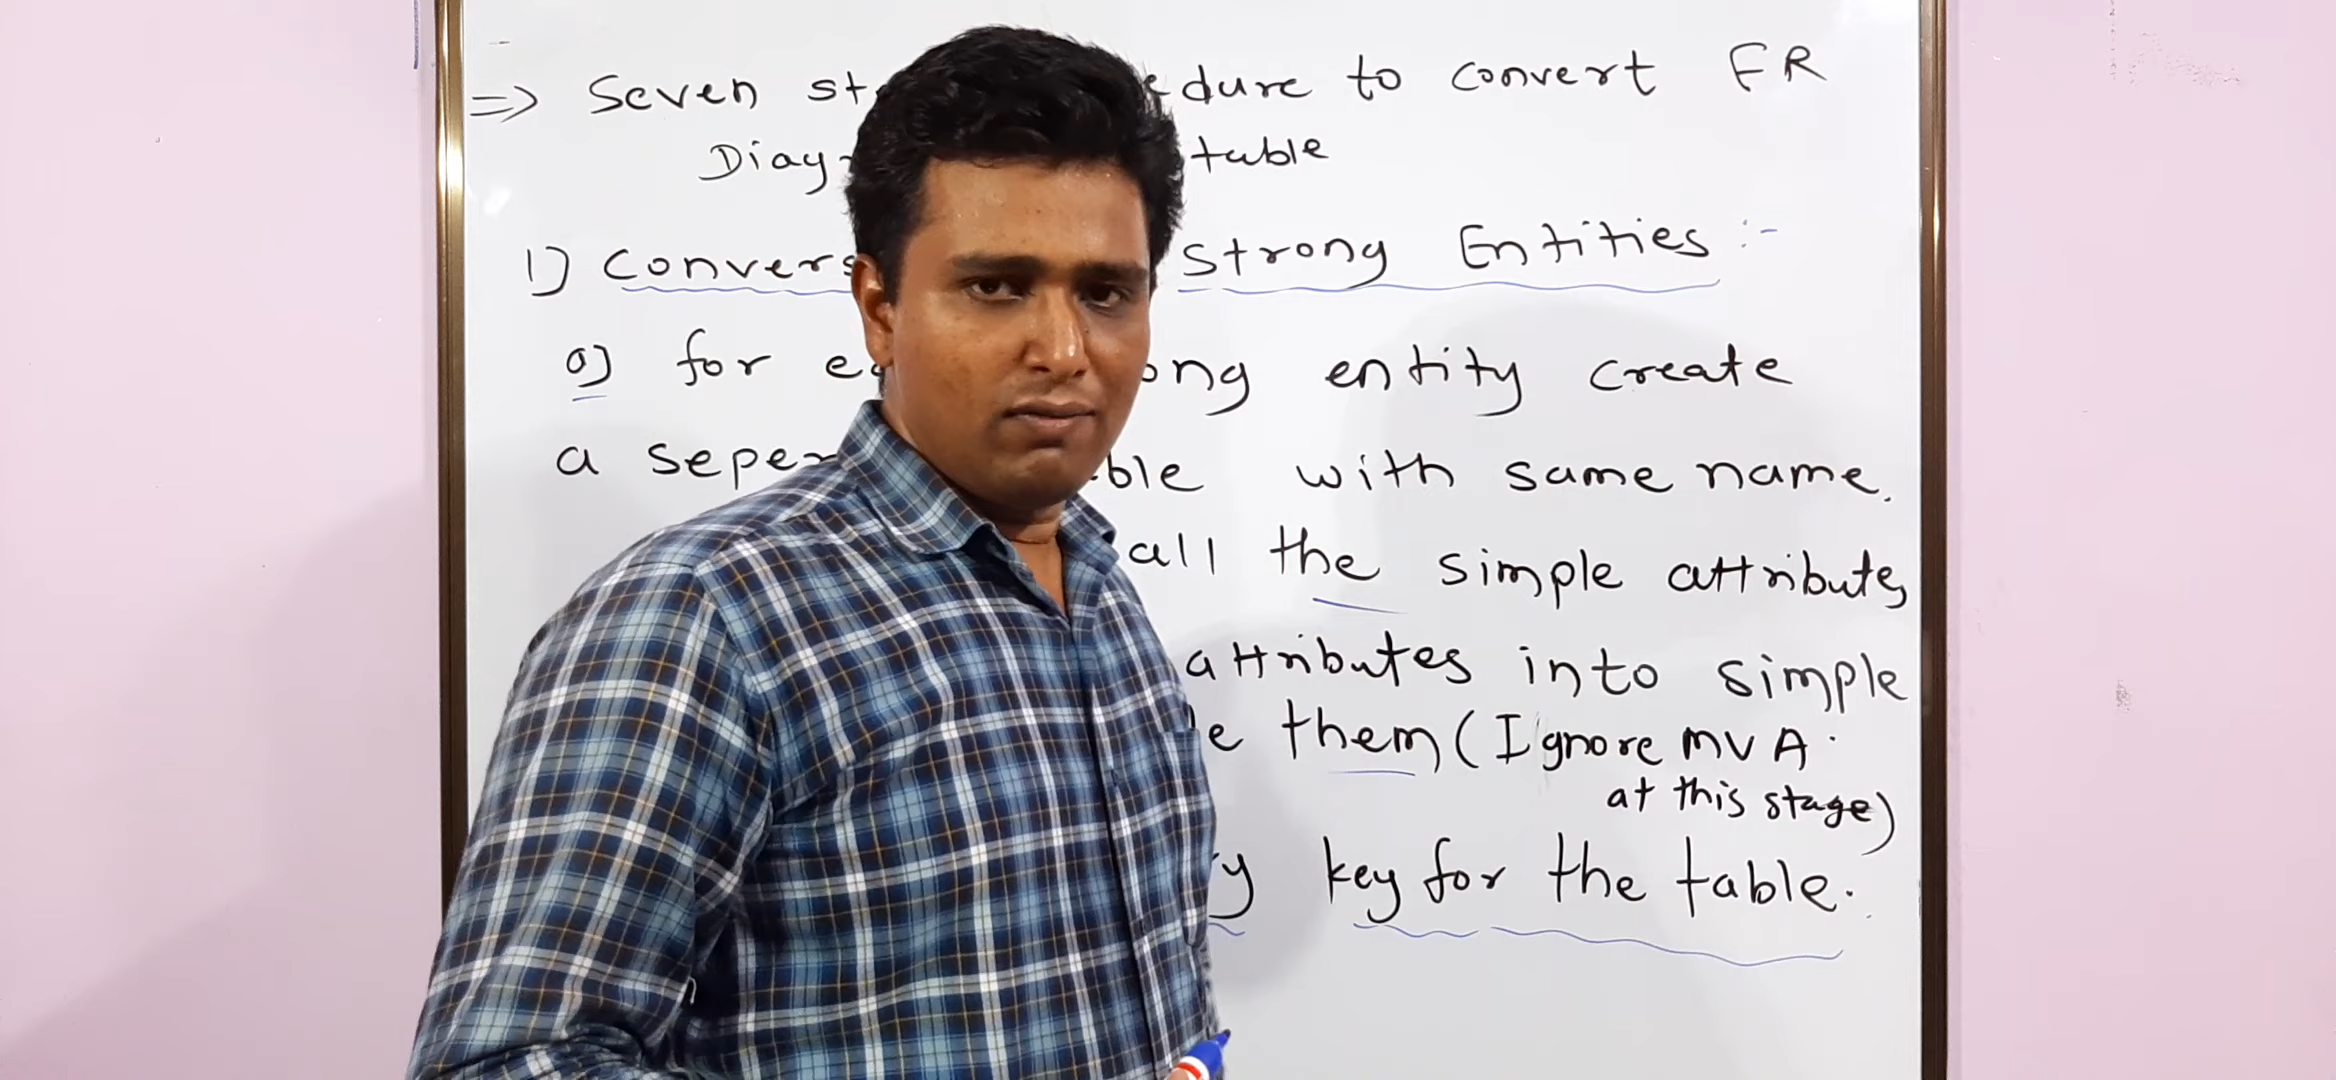 => Seven st edure to convert ER
Diag table
1) Convers Strong Entities :-
a) for ea ong entity create
a seper ble with same name.
all the simple attributes
attributes into simple
e them (Ignore MVA.
at this stage)
y key for the table.